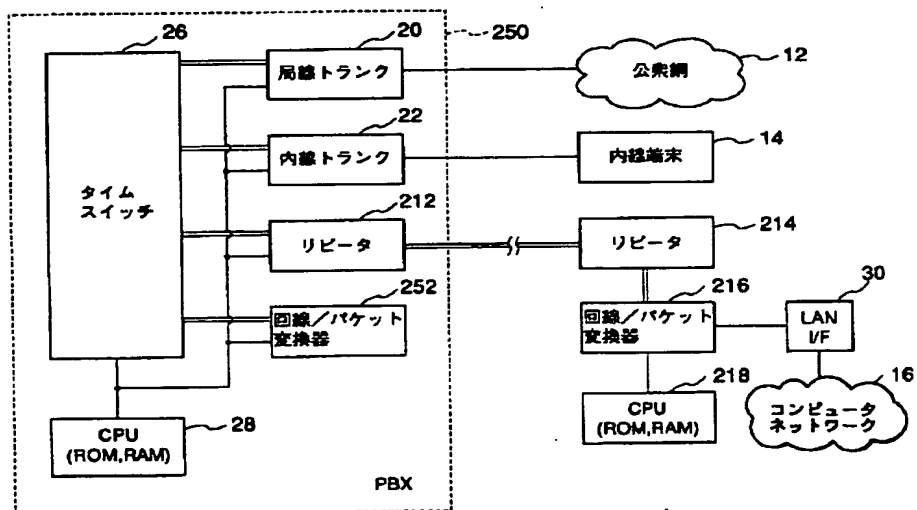 26
20
250
局線トランク
公衆網
12
22
内線トランク
内線端末
14
タイム
スイッチ
212
リピータ
リピータ
214
252
回線/パケット
変換器
216
回線/パケット
変換器
30
LAN
I/F
218
CPU
(ROM,RAM)
16
コンピュータ
ネットワーク
CPU
(ROM,RAM)
28
PBX